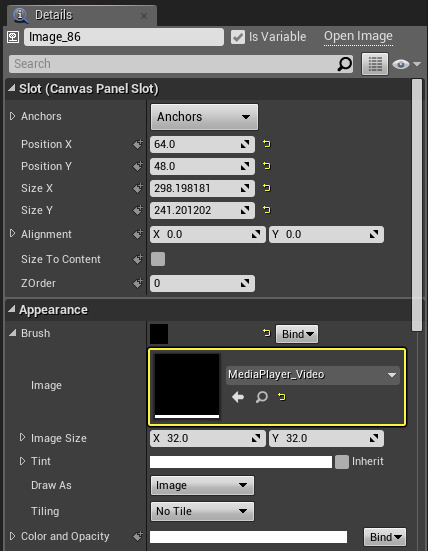 Details
Image_86 Is Variable Open Image
Search
Slot (Canvas Panel Slot)
Anchors Anchors
Position X 64.0
Position Y 48.0
Size X 298.198181
Size Y 241.201202
Alignment X 0.0 Y 0.0
Size To Content
ZOrder 0
Appearance
Brush Bind
Image MediaPlayer_Video
Image Size X 32.0 Y 32.0
Tint Inherit
Draw As Image
Tiling No Tile
Color and Opacity Bind